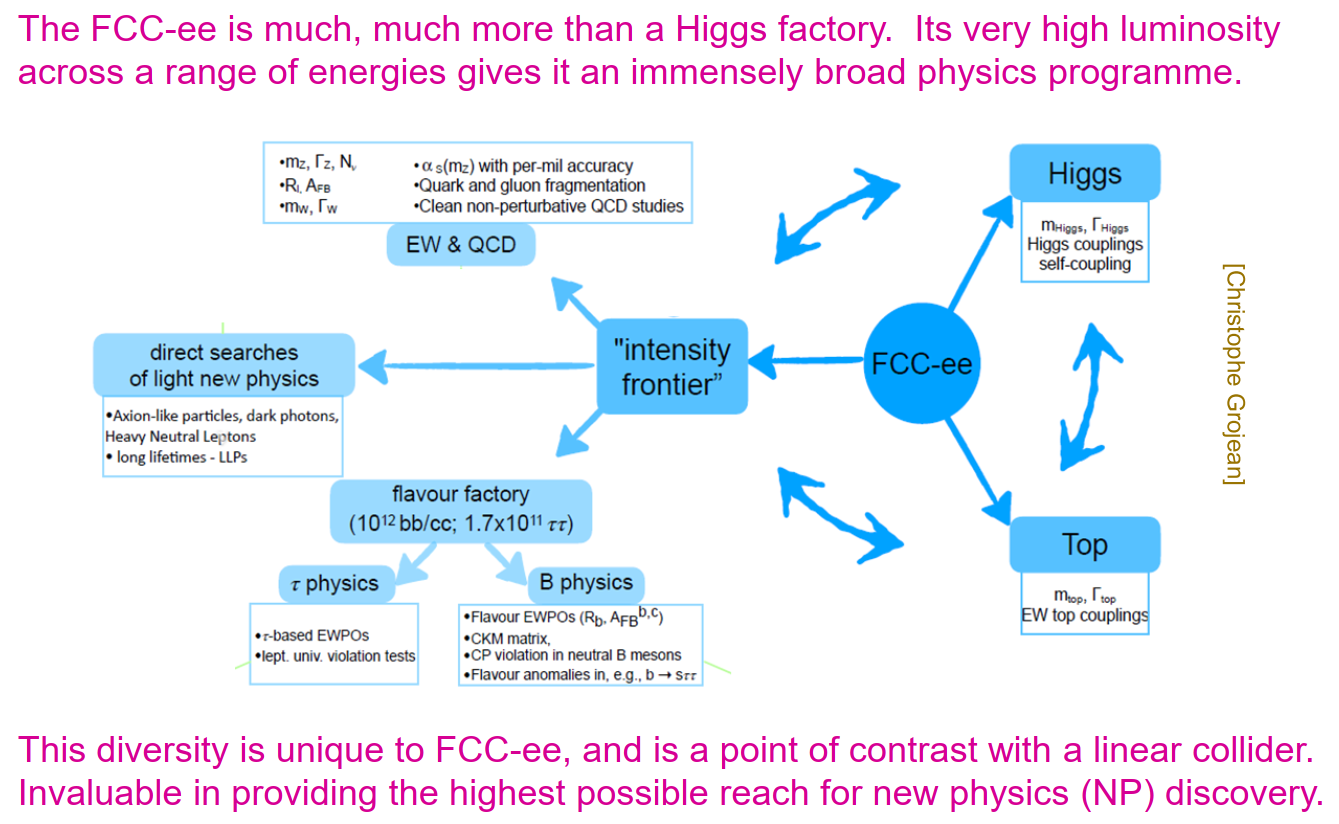 The FCC-ee is much, much more than a Higgs factory.  Its very high luminosity
across a range of energies gives it an immensely broad physics programme.
•mZ, ΓZ, Nν
•Rl, AFB
•mW, ΓW
•αS(mZ) with per-mil accuracy
•Quark and gluon fragmentation
•Clean non-perturbative QCD studies
EW & QCD
Higgs
mHiggs, ΓHiggs
Higgs couplings
self-coupling
[Christophe Grojean]
direct searches
of light new physics
•Axion-like particles, dark photons,
Heavy Neutral Leptons
• long lifetimes - LLPs
"intensity
frontier”
FCC-ee
flavour factory
(10¹² bb/cc; 1.7x10¹¹ ττ)
τ physics
•τ-based EWPOs
•lept. univ. violation tests
B physics
•Flavour EWPOs (Rb, AFBb,c)
•CKM matrix,
•CP violation in neutral B mesons
•Flavour anomalies in, e.g., b → sττ
Top
mtop, Γtop
EW top couplings
This diversity is unique to FCC-ee, and is a point of contrast with a linear collider.
Invaluable in providing the highest possible reach for new physics (NP) discovery.